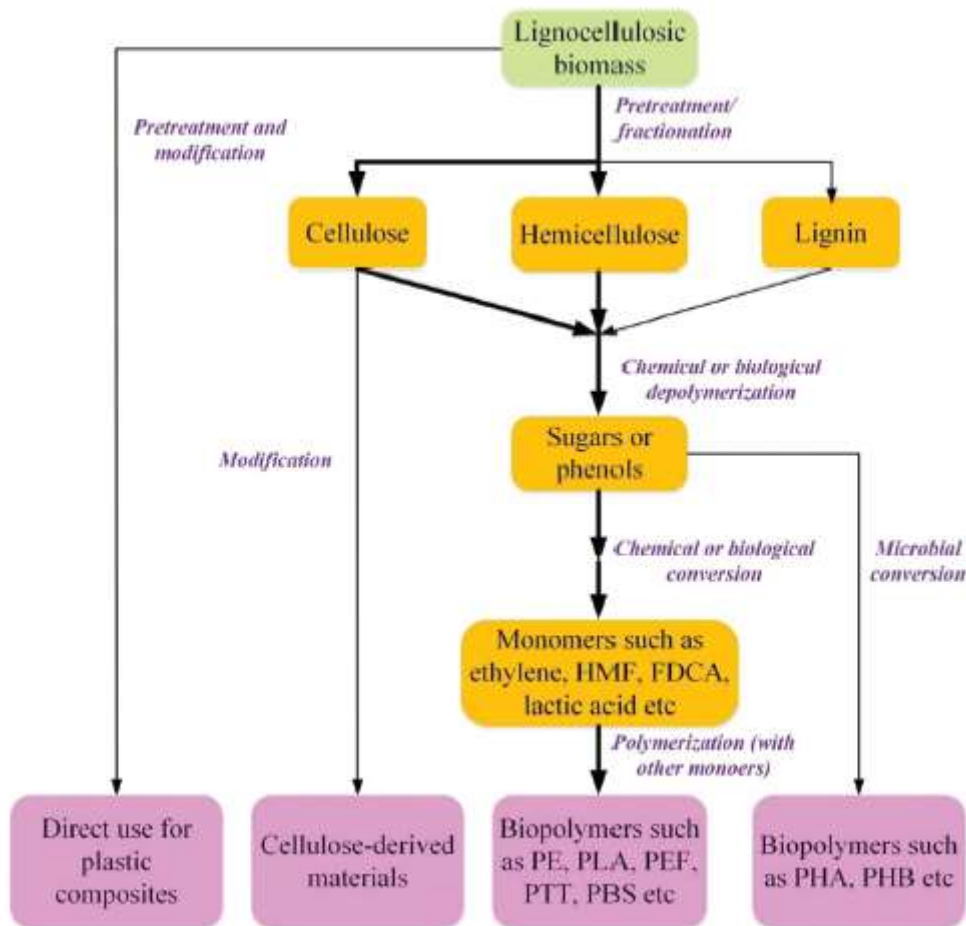 Lignocellulosic
biomass
Pretreatment and
modification
Pretreatment/
fractionation
Cellulose
Hemicellulose
Lignin
Chemical or biological
depolymerization
Modification
Sugars or
phenols
Chemical or biological
conversion
Microbial
conversion
Monomers such as
ethylene, HMF, FDCA,
lactic acid etc
Polymerization (with
other monoers)
Direct use for
plastic
composites
Cellulose-derived
materials
Biopolymers such
as PE, PLA, PEF,
PTT, PBS etc
Biopolymers such
as PHA, PHB etc